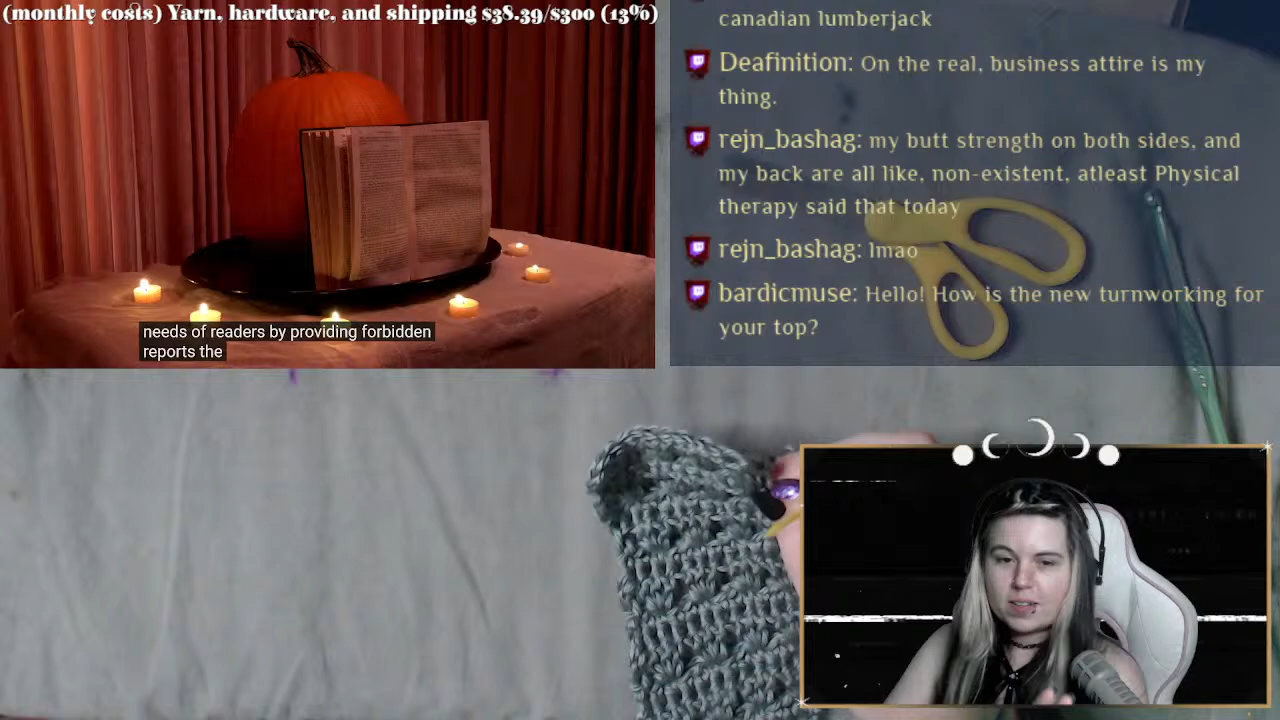 (monthly costs) Yarn, hardware, and shipping $38.39/$300 (13%)
needs of readers by providing forbidden
reports the
canadian lumberjack
Deafinition: On the real, business attire is my
thing.
rejn_bashag: my butt strength on both sides, and
my back are all like, non-existent, atleast Physical
therapy said that today
rejn_bashag: lmao
bardicmuse: Hello! How is the new turnworking for
your top?